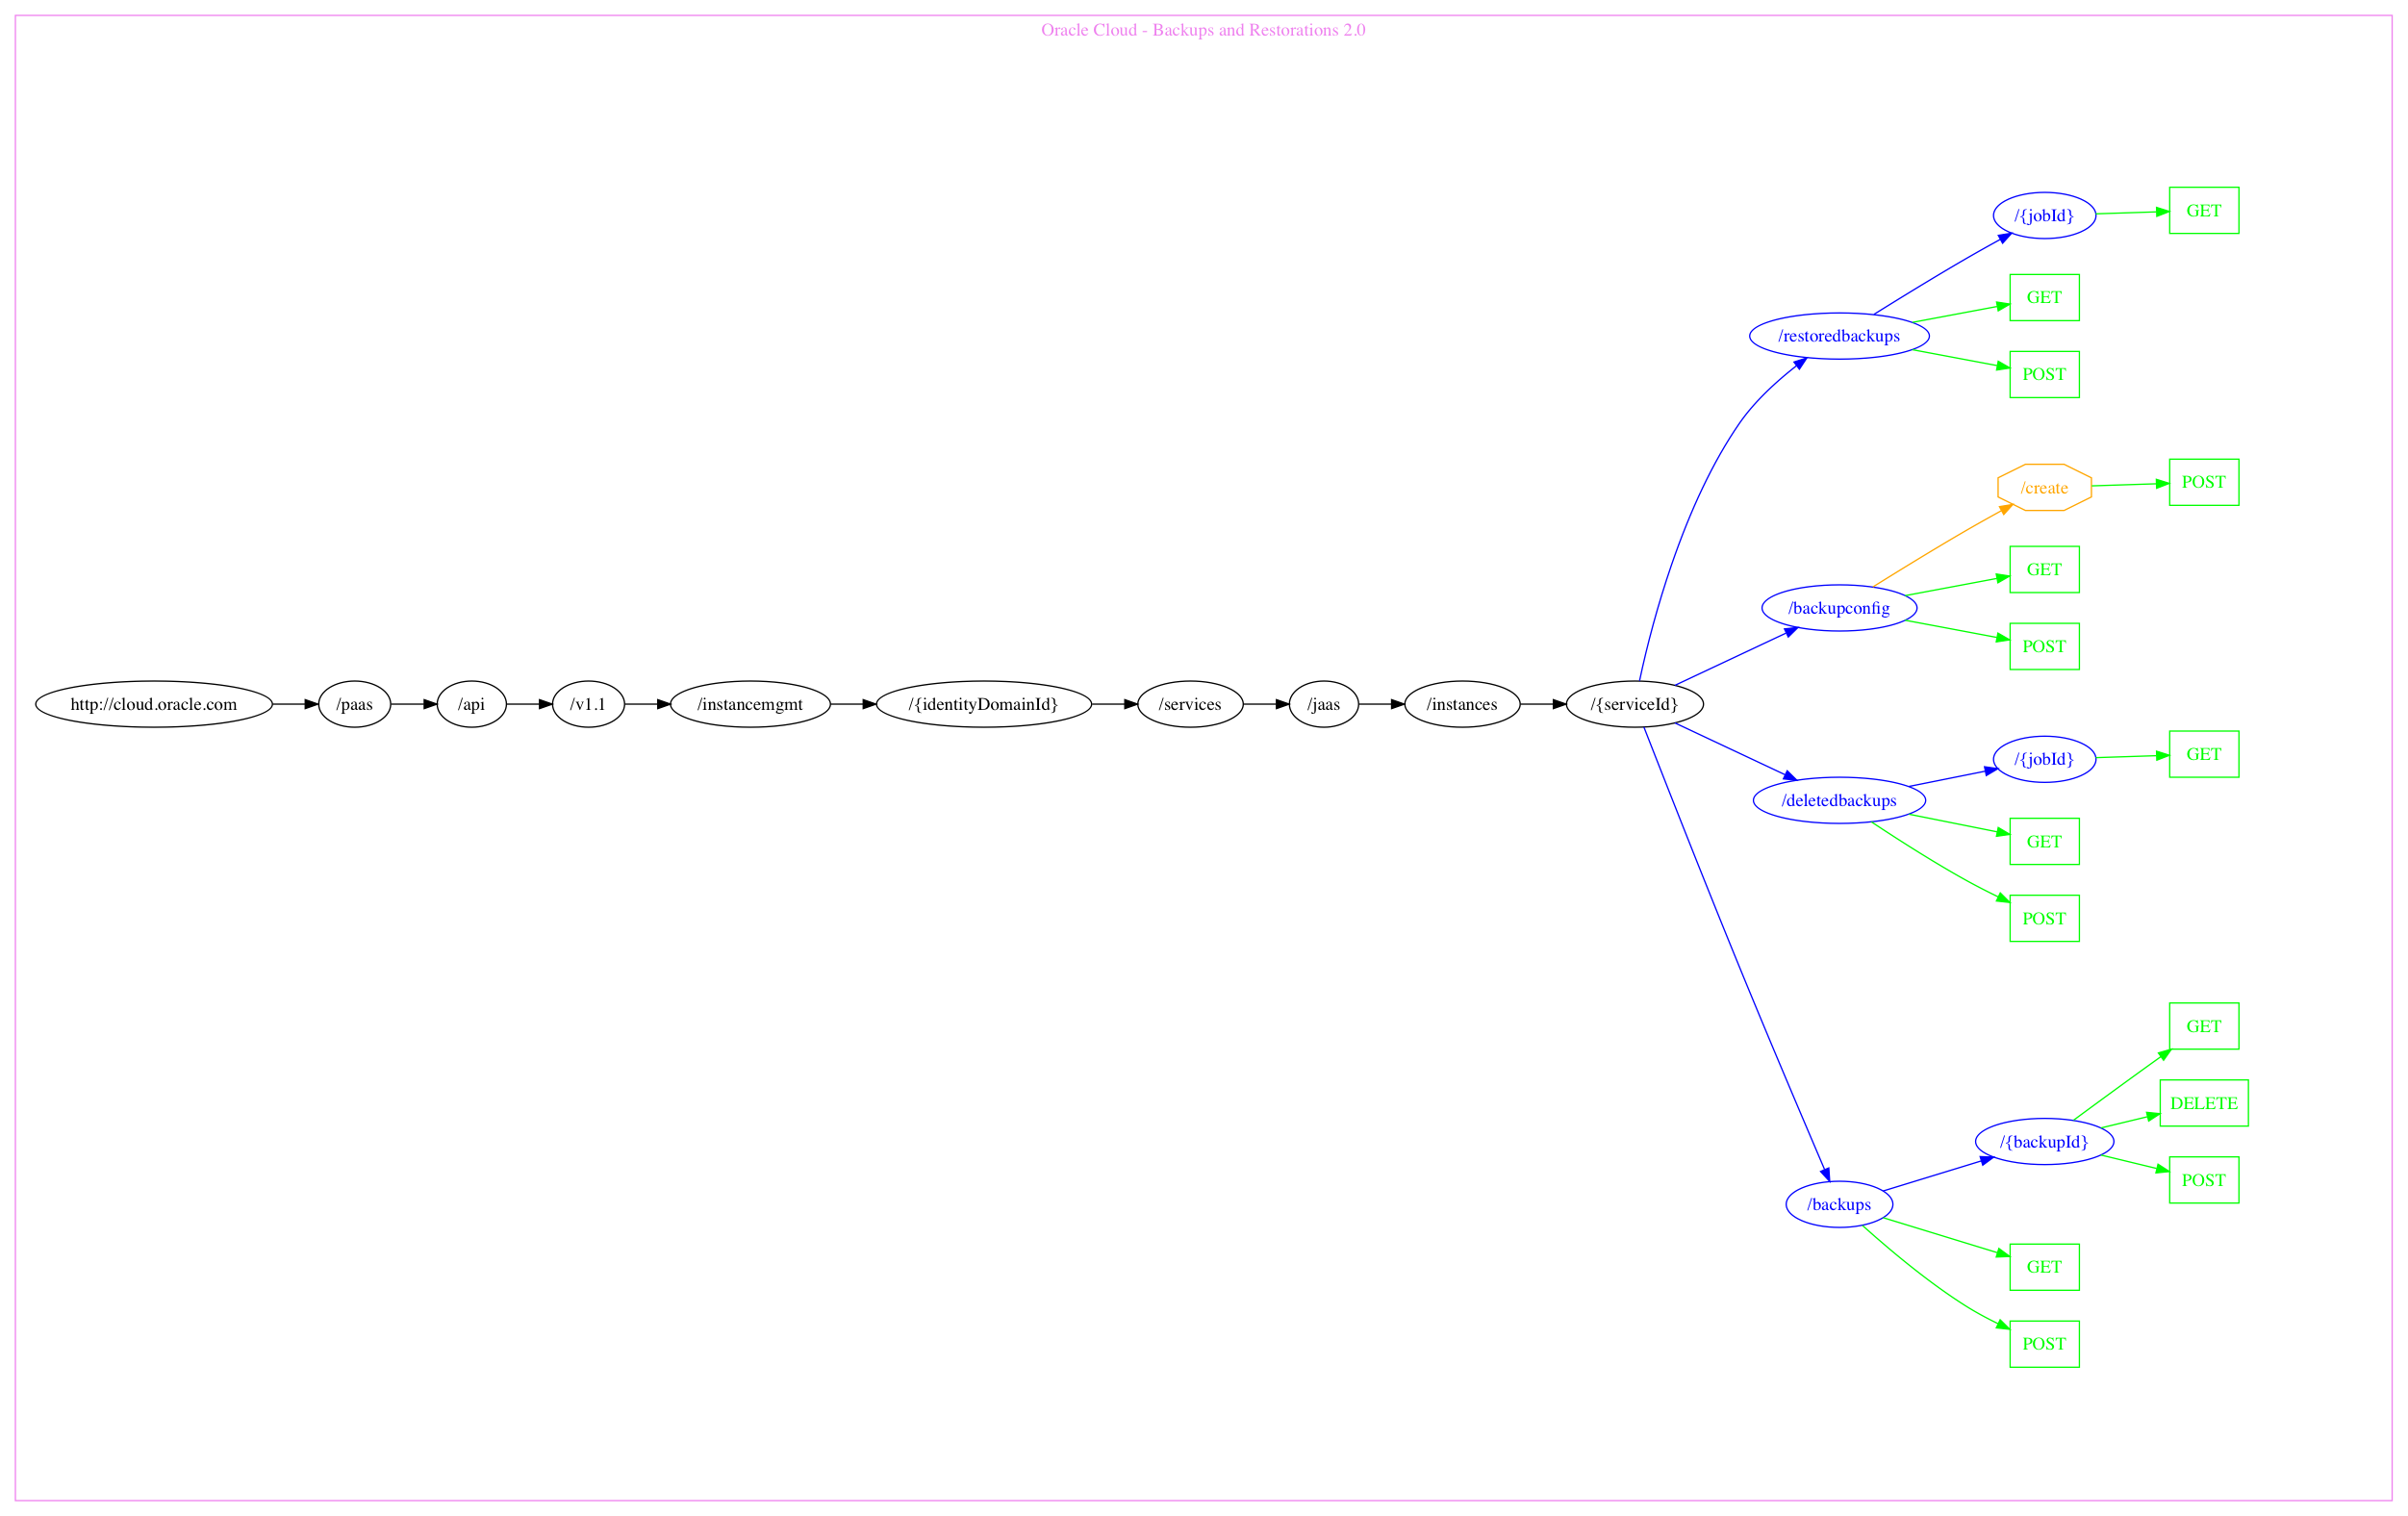 Oracle Cloud - Backups and Restorations 2.0
http://cloud.oracle.com
/paas
/api
/v1.1
/instancemgmt
/{identityDomainId}
/services
/jaas
/instances
/{serviceId}
/restoredbackups
/{jobId}
GET
GET
POST
/backupconfig
/create
POST
GET
POST
/deletedbackups
/{jobId}
GET
GET
POST
/backups
/{backupId}
GET
DELETE
POST
GET
POST